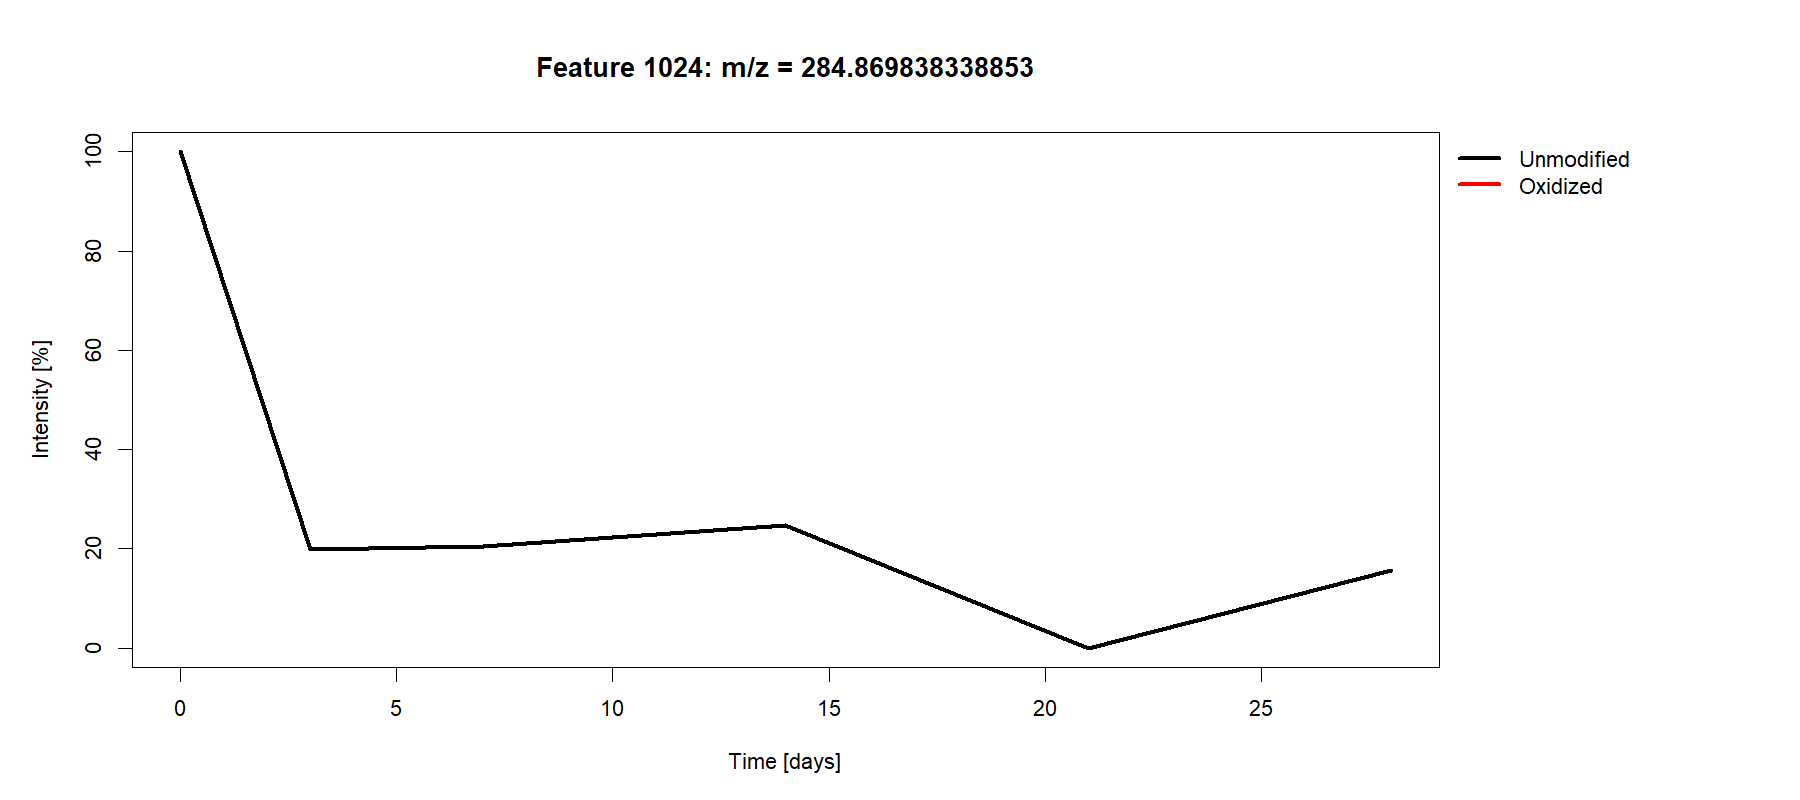 Feature 1024: m/z = 284.869838338853
Unmodified
Oxidized
Intensity [%]
100
80
60
40
20
0
0 5 10 15 20 25
Time [days]